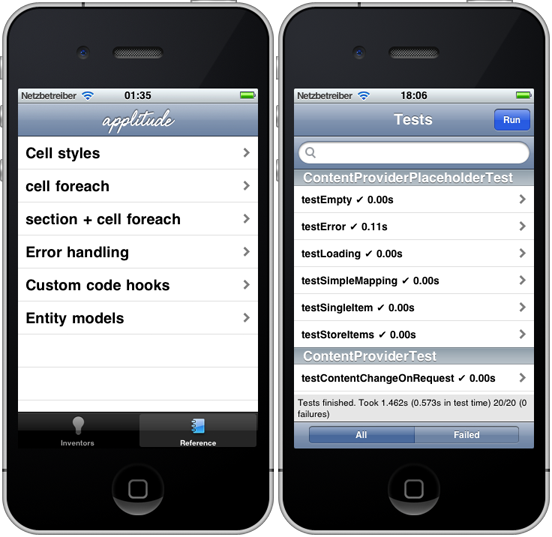 Netzbetreiber 01:35
applitude
Cell styles
cell foreach
section + cell foreach
Error handling
Custom code hooks
Entity models
Inventors Reference
Netzbetreiber 18:06
Tests Run
ContentProviderPlaceholderTest
testEmpty ✔ 0.00s
testError ✔ 0.11s
testLoading ✔ 0.00s
testSimpleMapping ✔ 0.00s
testSingleItem ✔ 0.00s
testStoreItems ✔ 0.00s
ContentProviderTest
testContentChangeOnRequest ✔ 0.00s
Tests finished. Took 1.462s (0.573s in test time) 20/20 (0
failures)
All Failed